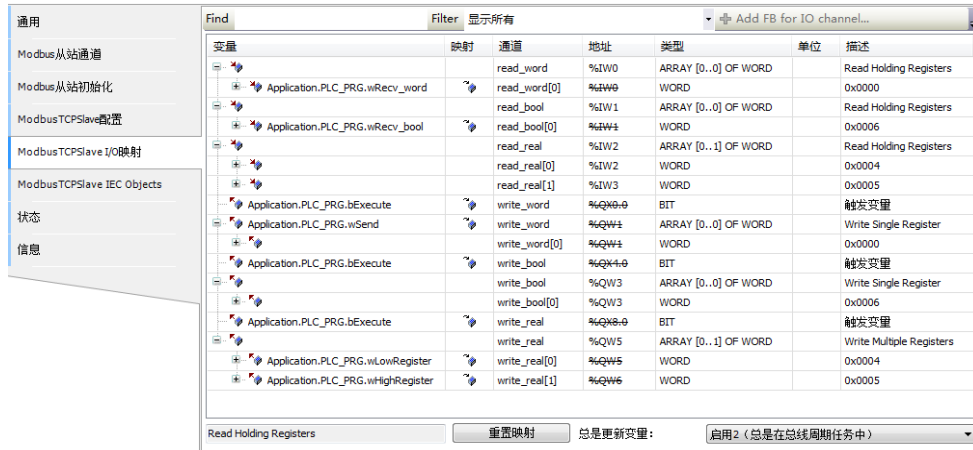 通用
Modbus从站通道
Modbus从站初始化
ModbusTCPSlave配置
ModbusTCPSlave I/O映射
ModbusTCPSlave IEC Objects
状态
信息
Find Filter 显示所有 Add FB for IO channel...
变量 映射 通道 地址 类型 单位 描述
read_word %IW0 ARRAY [0..0] OF WORD Read Holding Registers
Application.PLC_PRG.wRecv_word read_word[0] %IW0 WORD 0x0000
read_bool %IW1 ARRAY [0..0] OF WORD Read Holding Registers
Application.PLC_PRG.wRecv_bool read_bool[0] %IW1 WORD 0x0006
read_real %IW2 ARRAY [0..1] OF WORD Read Holding Registers
read_real[0] %IW2 WORD 0x0004
read_real[1] %IW3 WORD 0x0005
Application.PLC_PRG.bExecute write_word %QX0.0 BIT 触发变量
Application.PLC_PRG.wSend write_word %QW1 ARRAY [0..0] OF WORD Write Single Register
write_word[0] %QW1 WORD 0x0000
Application.PLC_PRG.bExecute write_bool %QX4.0 BIT 触发变量
write_bool %QW3 ARRAY [0..0] OF WORD Write Single Register
write_bool[0] %QW3 WORD 0x0006
Application.PLC_PRG.bExecute write_real %QX8.0 BIT 触发变量
write_real %QW5 ARRAY [0..1] OF WORD Write Multiple Registers
Application.PLC_PRG.wLowRegister write_real[0] %QW5 WORD 0x0004
Application.PLC_PRG.wHighRegister write_real[1] %QW6 WORD 0x0005
Read Holding Registers 重置映射 总是更新变量： 启用2（总是在总线周期任务中）